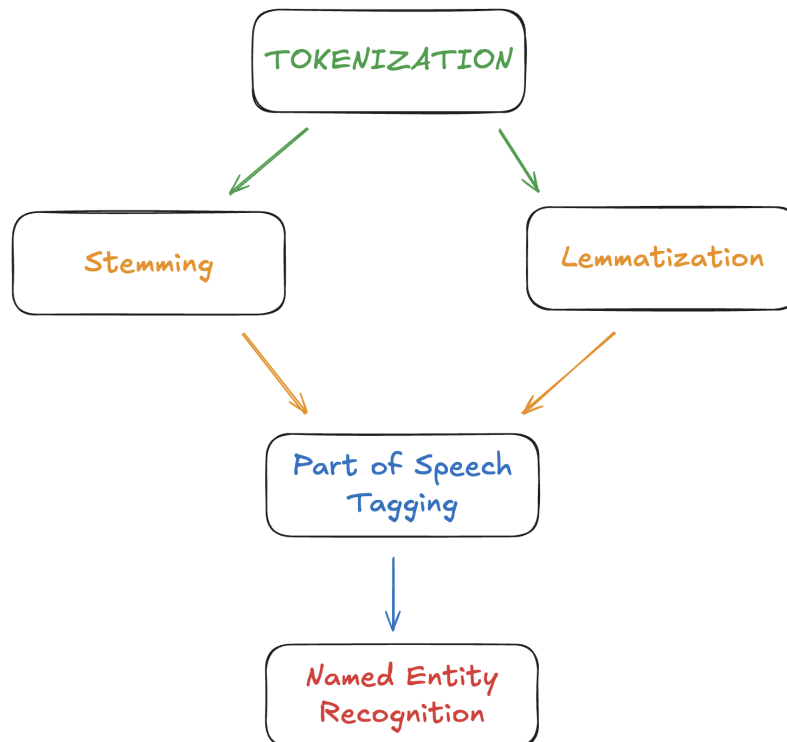 TOKENIZATION
Stemming
Lemmatization
Part of Speech
Tagging
Named Entity
Recognition